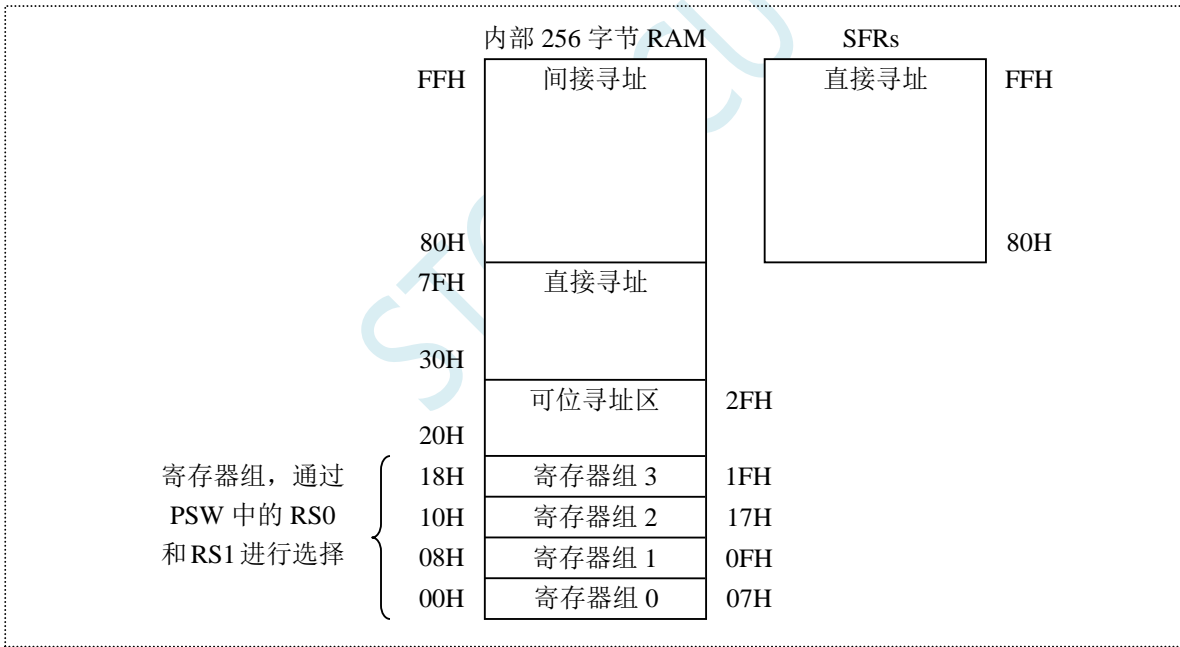 内部 256 字节 RAM SFRs
FFH 间接寻址 直接寻址 FFH
80H 80H
7FH 直接寻址
30H
可位寻址区 2FH
20H
寄存器组，通过 18H 寄存器组 3 1FH
PSW 中的 RS0 10H 寄存器组 2 17H
和 RS1 进行选择 08H 寄存器组 1 0FH
00H 寄存器组 0 07H